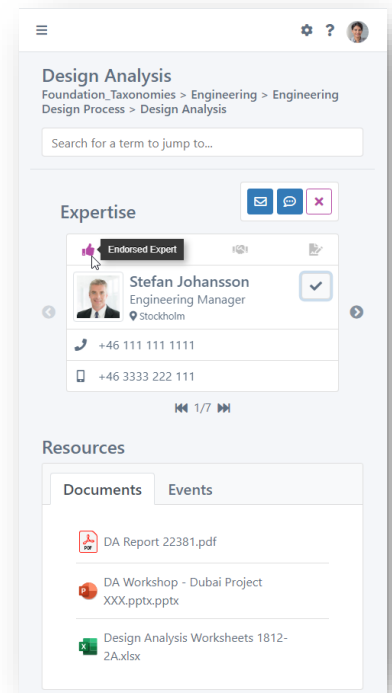 ?
Design Analysis
Foundation_Taxonomies > Engineering > Engineering
Design Process > Design Analysis
Search for a term to jump to...
Expertise
Endorsed Expert
Stefan Johansson
Engineering Manager
Stockholm
+46 111 111 1111
+46 3333 222 111
1/7
Resources
Documents Events
PDF
DA Report 22381.pdf
DA Workshop - Dubai Project
XXX.pptx.pptx
Design Analysis Worksheets 1812-
2A.xlsx